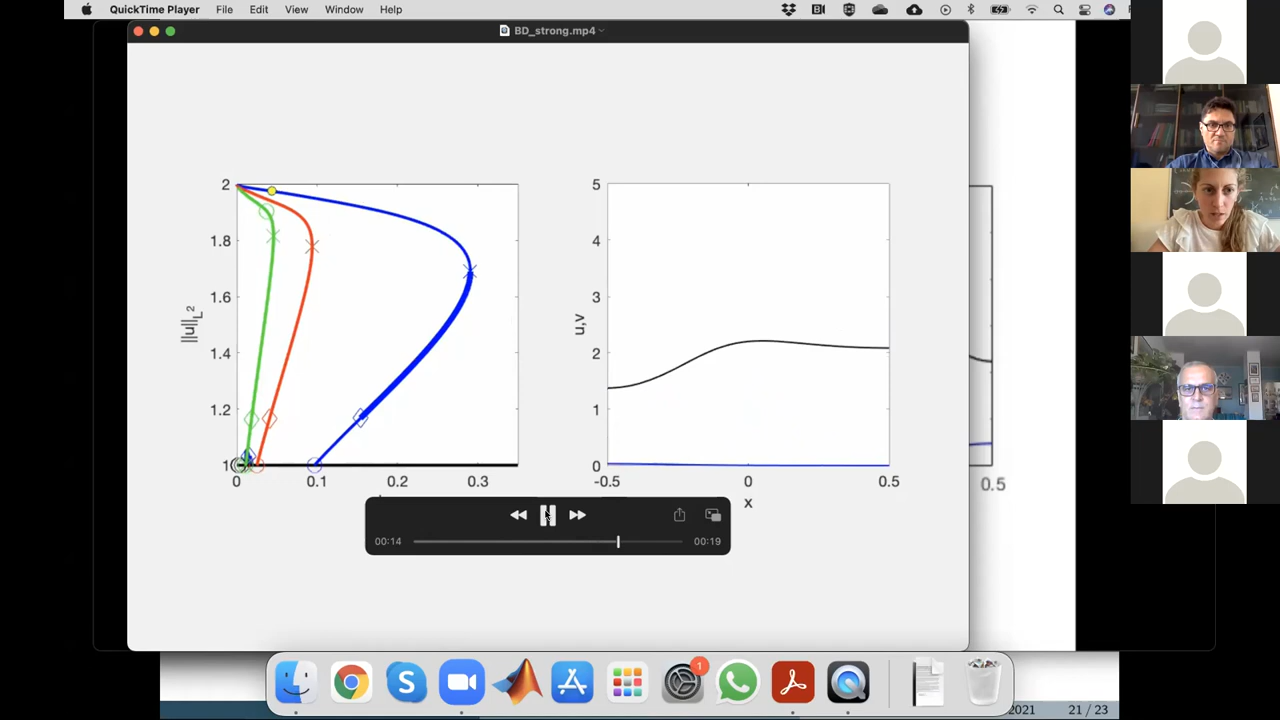 QuickTime Player File Edit View Window Help
BD_strong.mp4
2
1.8
1.6
1.4
1.2
1
||u||L2
0 0.1 0.2 0.3
5
4
3
2
1
0
u,v
-0.5 0 0.5
x
0.5
00:14 00:19
1
2021 21 / 23